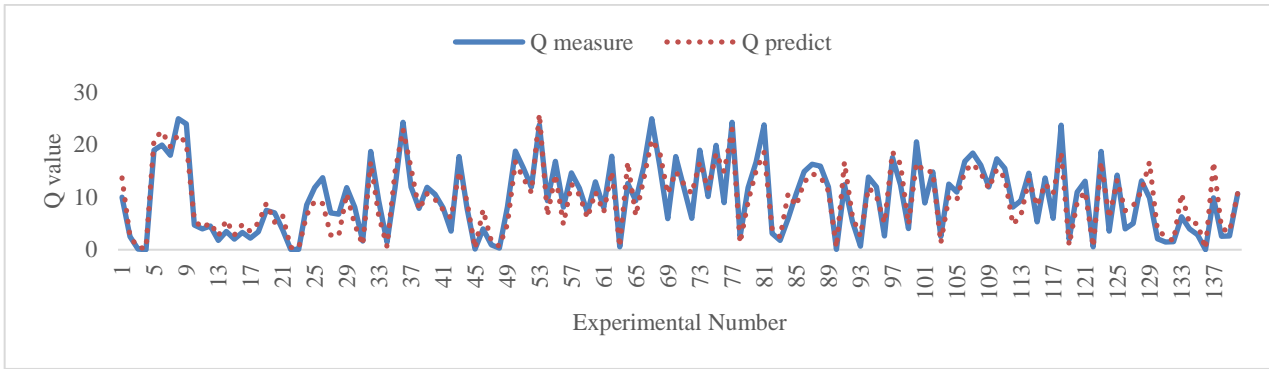 Q measure Q predict
30
20
10
0
Q value
1 5 9 13 17 21 25 29 33 37 41 45 49 53 57 61 65 69 73 77 81 85 89 93 97 101 105 109 113 117 121 125 129 133 137
Experimental Number